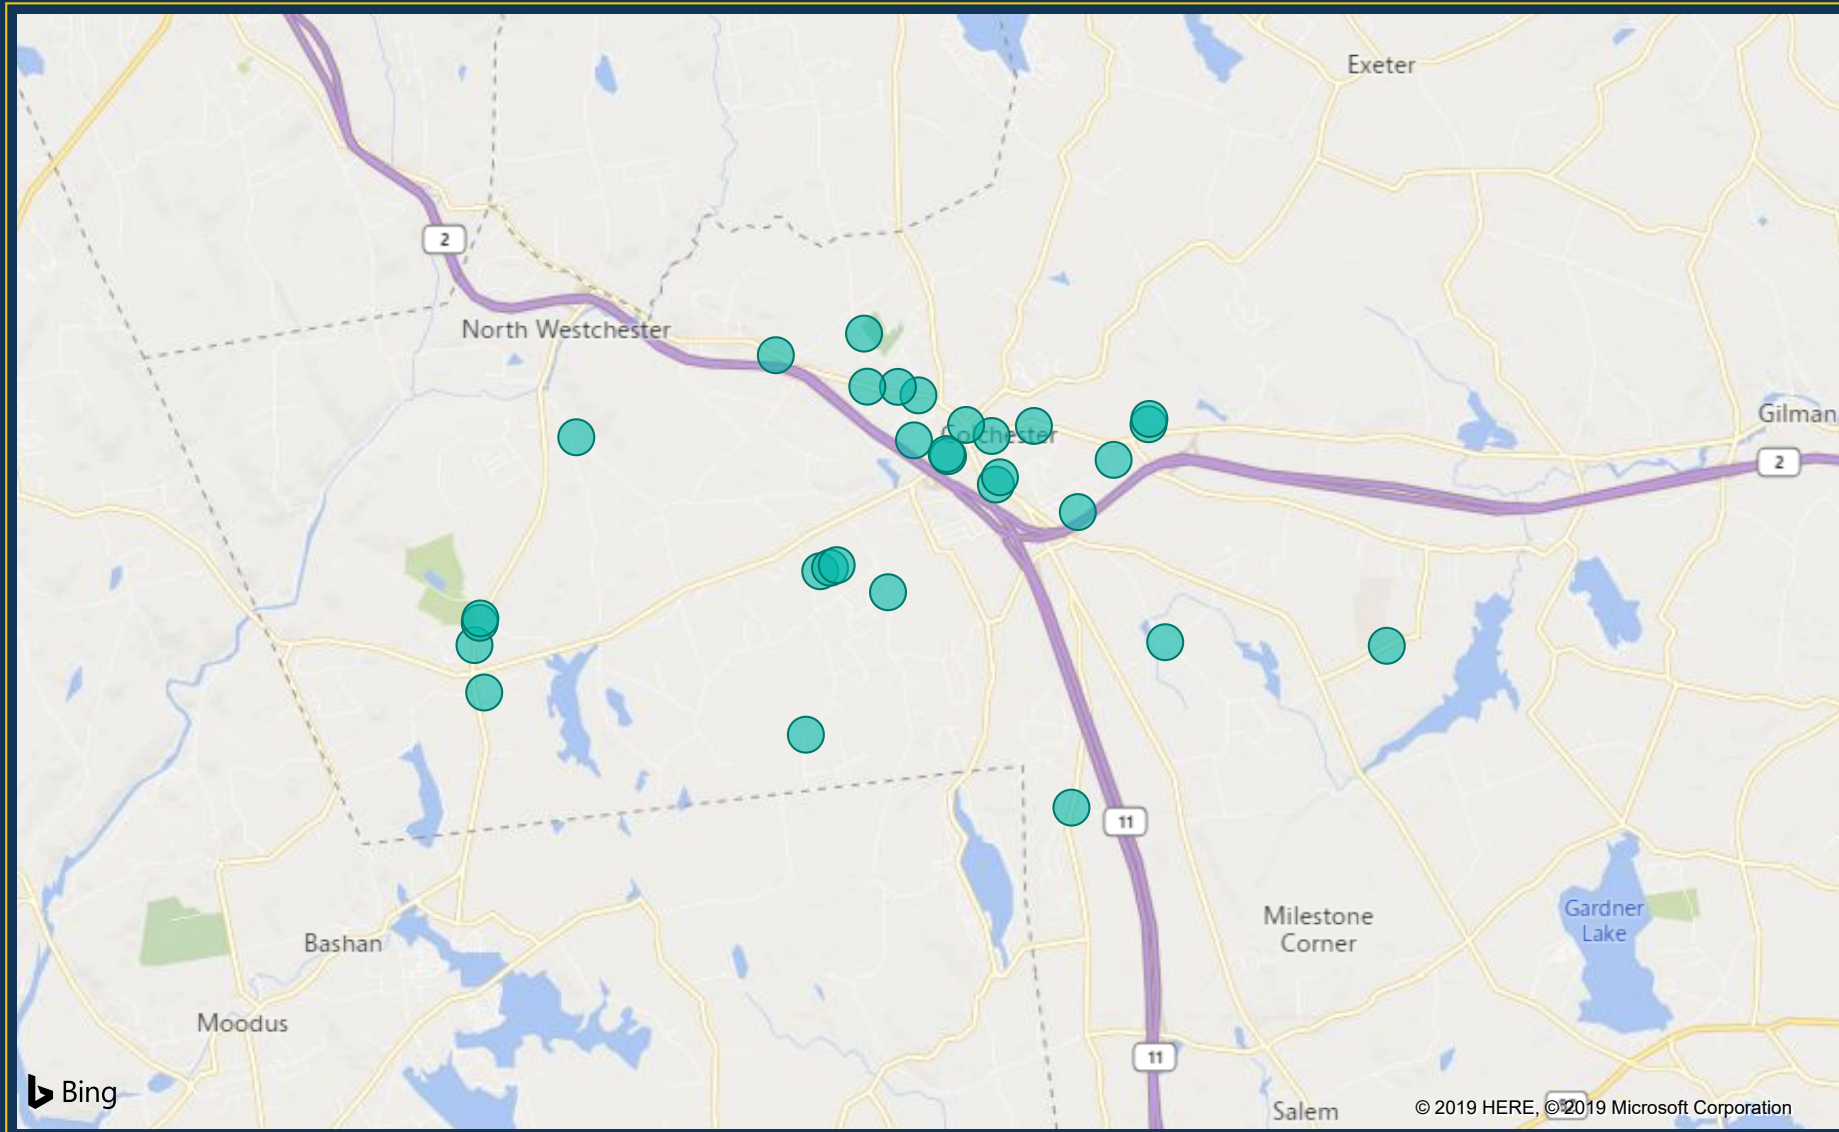 Exeter
2
North Westchester
Gilman
Colchester
2
11
Gardner
Lake
Milestone
Corner
Bashan
Moodus
11
Bing
Salem
© 2019 HERE, © 2019 Microsoft Corporation